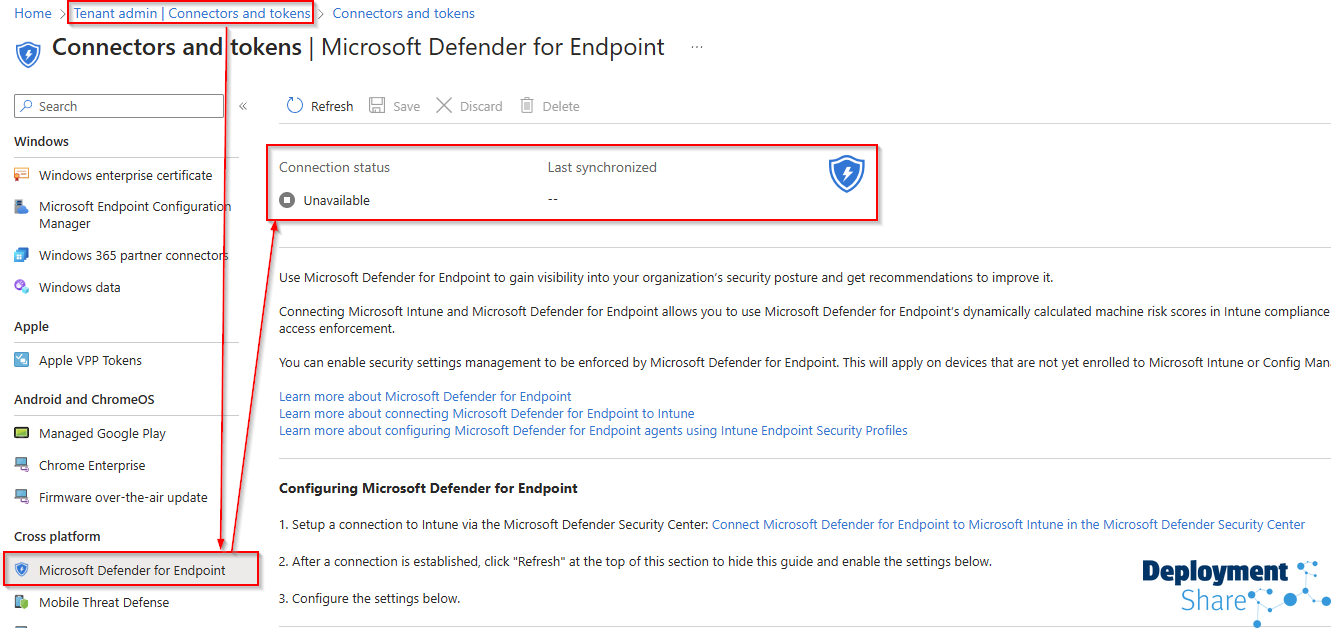 Home > Tenant admin | Connectors and tokens > Connectors and tokens
Connectors and tokens | Microsoft Defender for Endpoint ...
Search
«
Refresh Save Discard Delete
Windows
Windows enterprise certificate
Microsoft Endpoint Configuration
Manager
Windows 365 partner connectors
Windows data
Apple
Apple VPP Tokens
Android and ChromeOS
Managed Google Play
Chrome Enterprise
Firmware over-the-air update
Cross platform
Microsoft Defender for Endpoint
Mobile Threat Defense
Connection status Last synchronized
Unavailable --
Use Microsoft Defender for Endpoint to gain visibility into your organization's security posture and get recommendations to improve it.
Connecting Microsoft Intune and Microsoft Defender for Endpoint allows you to use Microsoft Defender for Endpoint's dynamically calculated machine risk scores in Intune compliance
access enforcement.
You can enable security settings management to be enforced by Microsoft Defender for Endpoint. This will apply on devices that are not yet enrolled to Microsoft Intune or Config Man
Learn more about Microsoft Defender for Endpoint
Learn more about connecting Microsoft Defender for Endpoint to Intune
Learn more about configuring Microsoft Defender for Endpoint agents using Intune Endpoint Security Profiles
Configuring Microsoft Defender for Endpoint
1. Setup a connection to Intune via the Microsoft Defender Security Center: Connect Microsoft Defender for Endpoint to Microsoft Intune in the Microsoft Defender Security Center
2. After a connection is established, click "Refresh" at the top of this section to hide this guide and enable the settings below.
3. Configure the settings below.
Deployment
Share